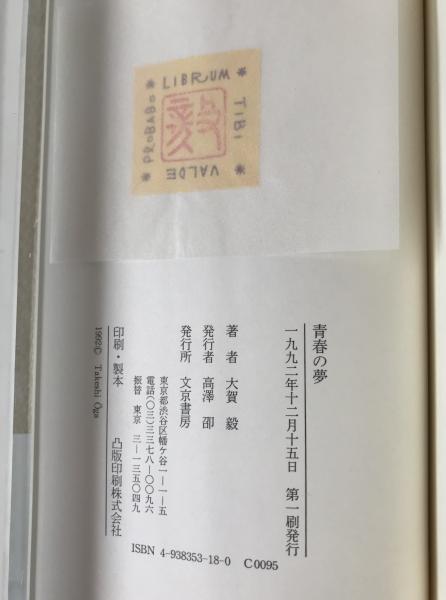 LIBRUM
TIBI
VALDE
PROBABO
毅
青春の夢
一九九二年十二月十五日 第一刷発行
著 者 大賀 毅
発行者 高澤
発行所 文京書房
東京都渋谷区幡ケ谷一―一―五
電話(〇三)三三七八―〇〇九六
振替 東京 三―一三五〇四九
印刷・製本 凸版印刷株式会社
1992© Takeshi Ōga
ISBN 4-938353-18-0 C0095